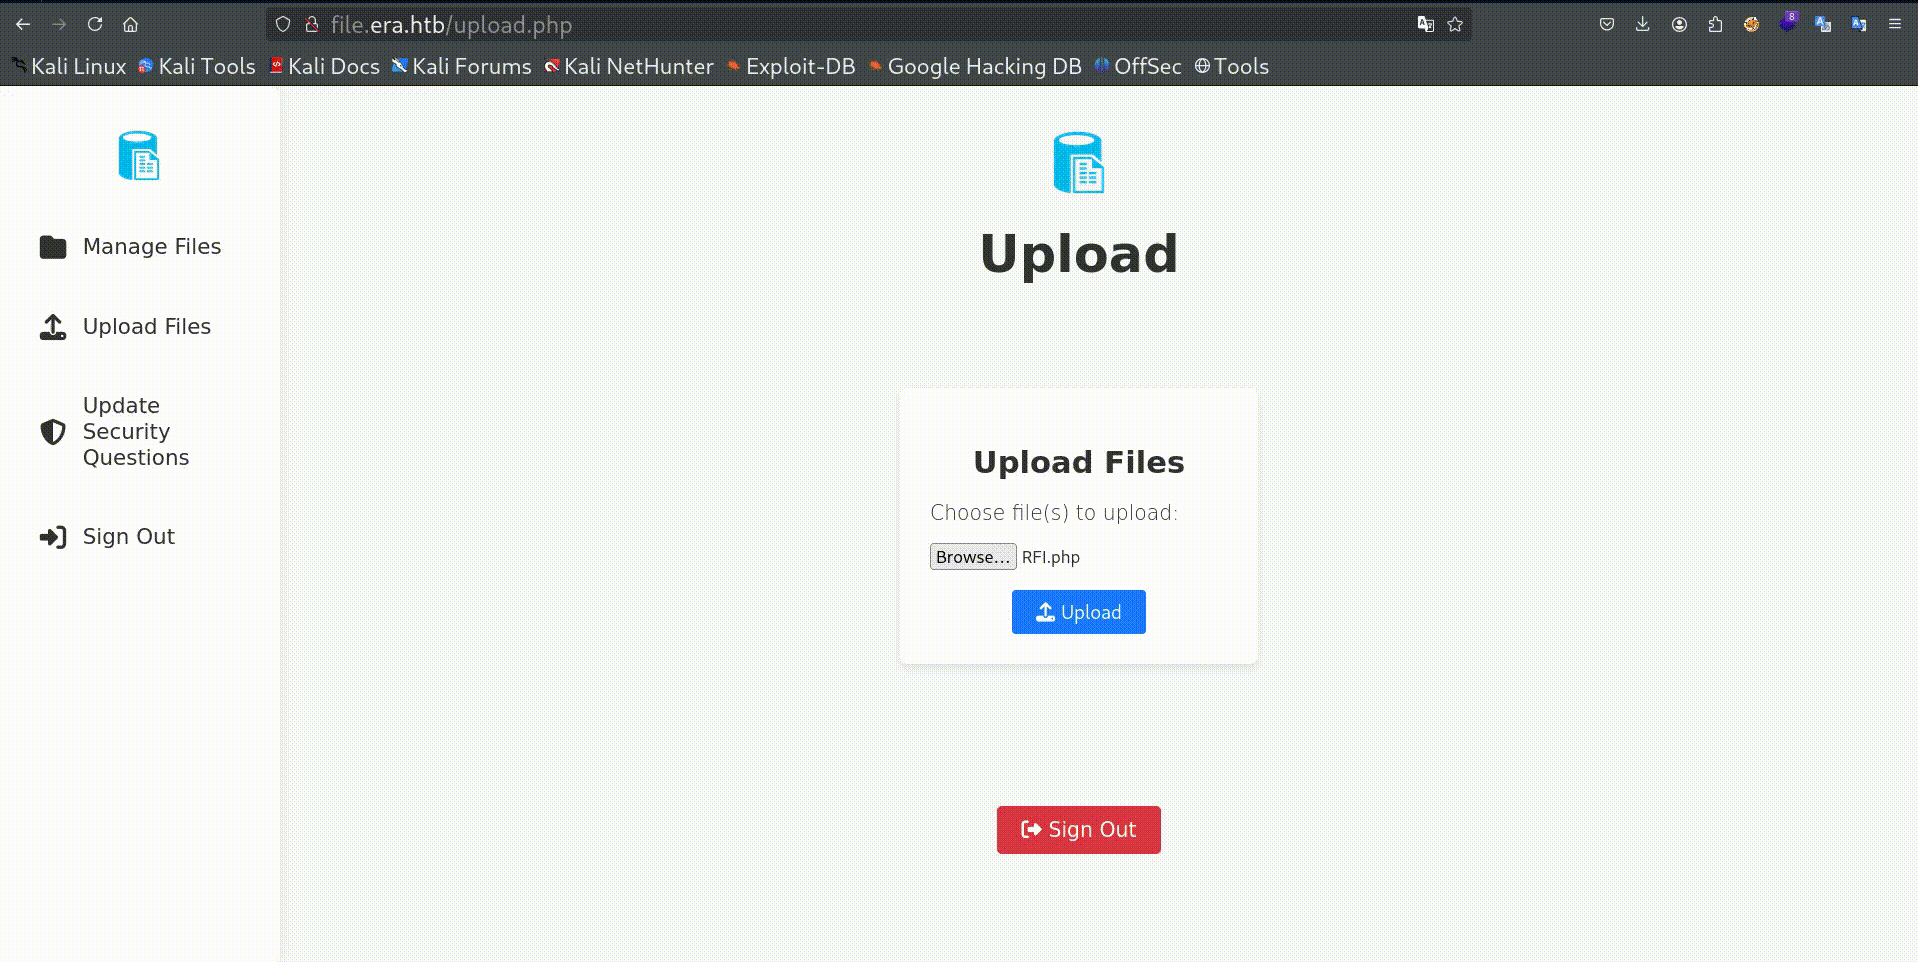 file.era.htb/upload.php
8
Kali Linux Kali Tools Kali Docs Kali Forums Kali NetHunter Exploit-DB Google Hacking DB OffSec Tools
Manage Files
Upload Files
Update
Security
Questions
Sign Out
Upload
Upload Files
Choose file(s) to upload:
Browse... RFI.php
Upload
Sign Out